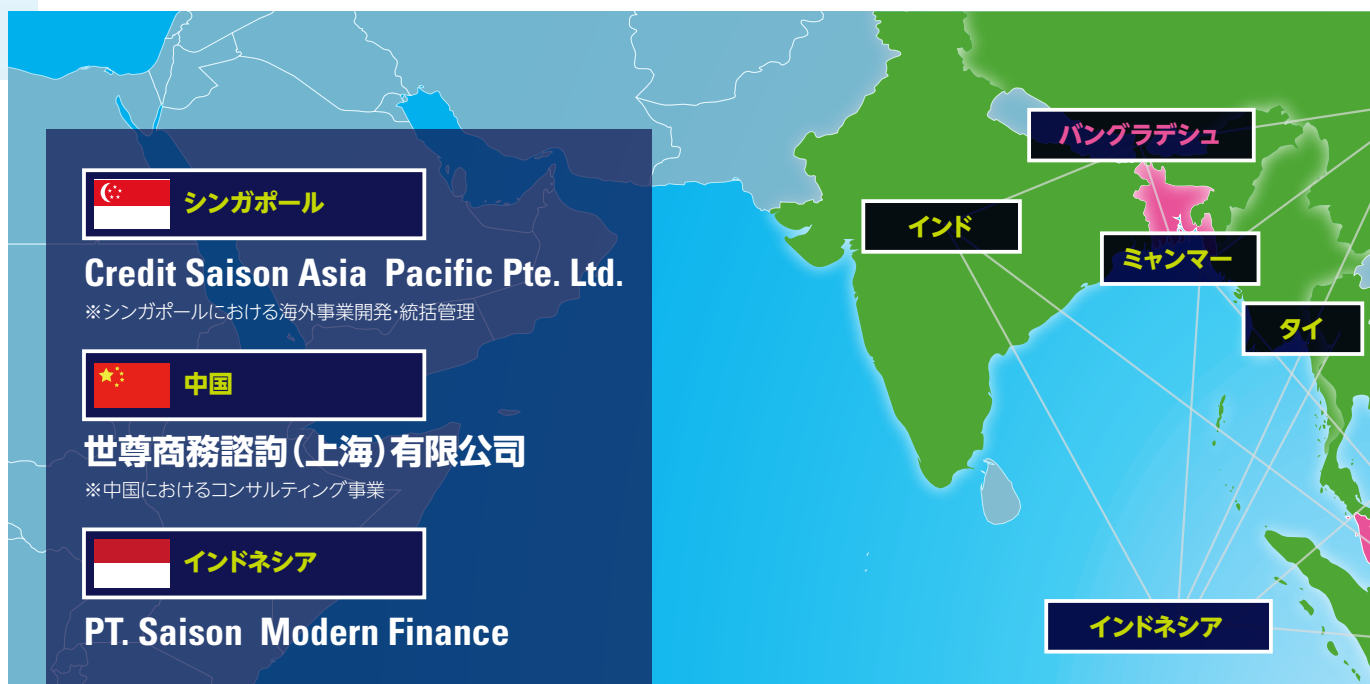 シンガポール
Credit Saison Asia Pacific Pte. Ltd.
※シンガポールにおける海外事業開発・統括管理
中国
世尊商務諮詢(上海)有限公司
※中国におけるコンサルティング事業
インドネシア
PT. Saison Modern Finance
バングラデシュ
インド
ミャンマー
タイ
インドネシア